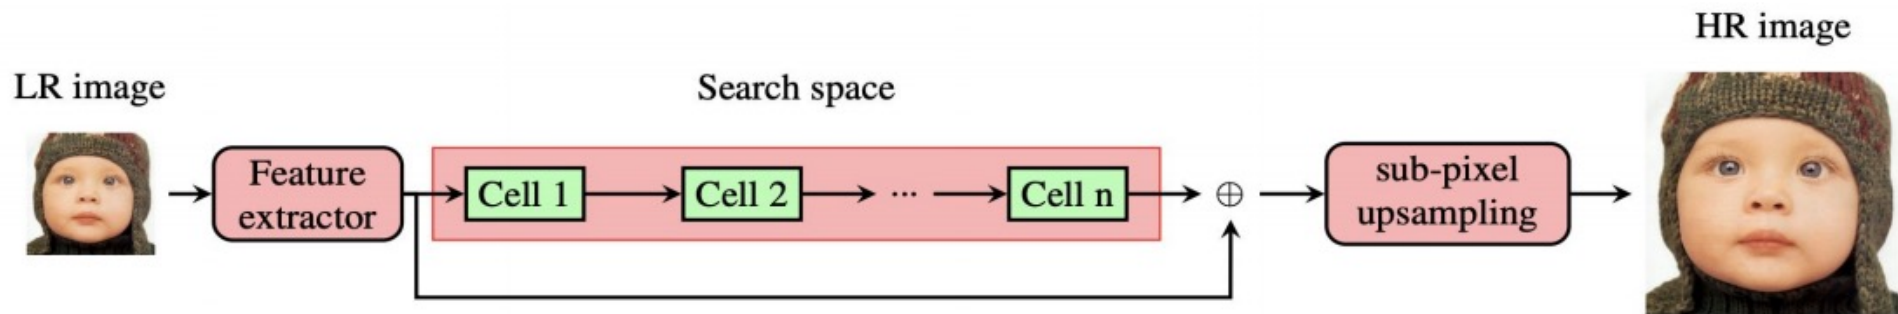 LR image
Feature
extractor
Search space
Cell 1
Cell 2
...
Cell n
⊕
sub-pixel
upsampling
HR image